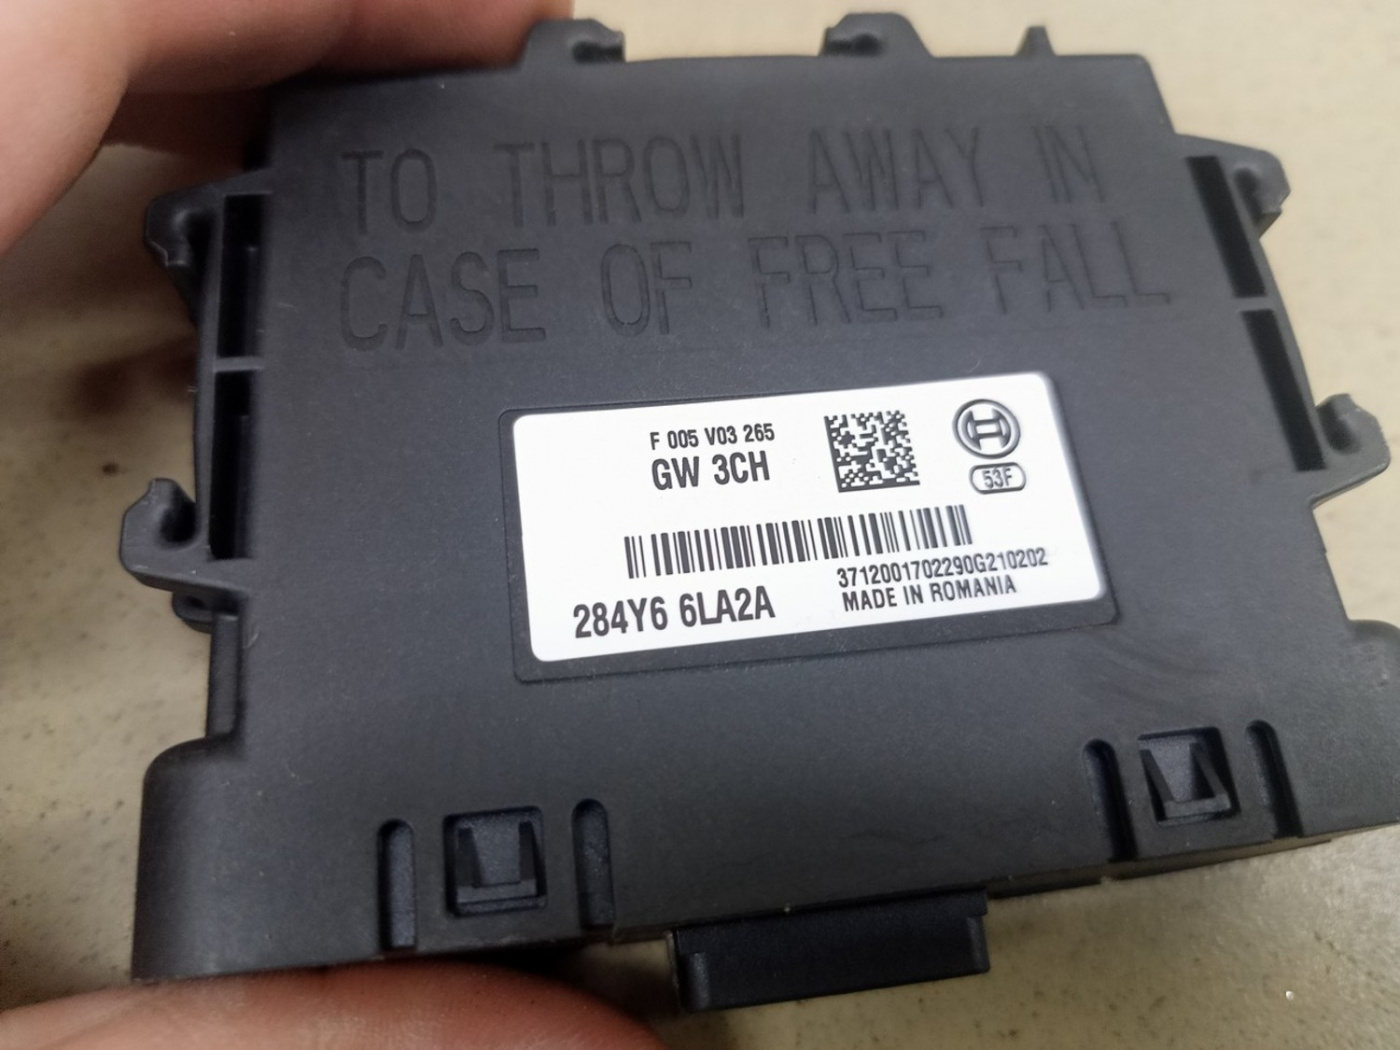 TO THROW AWAY IN
CASE OF FREE FALL
F 005 V03 265
GW 3CH
53F
3712001702290G210202
284Y6 6LA2A
MADE IN ROMANIA